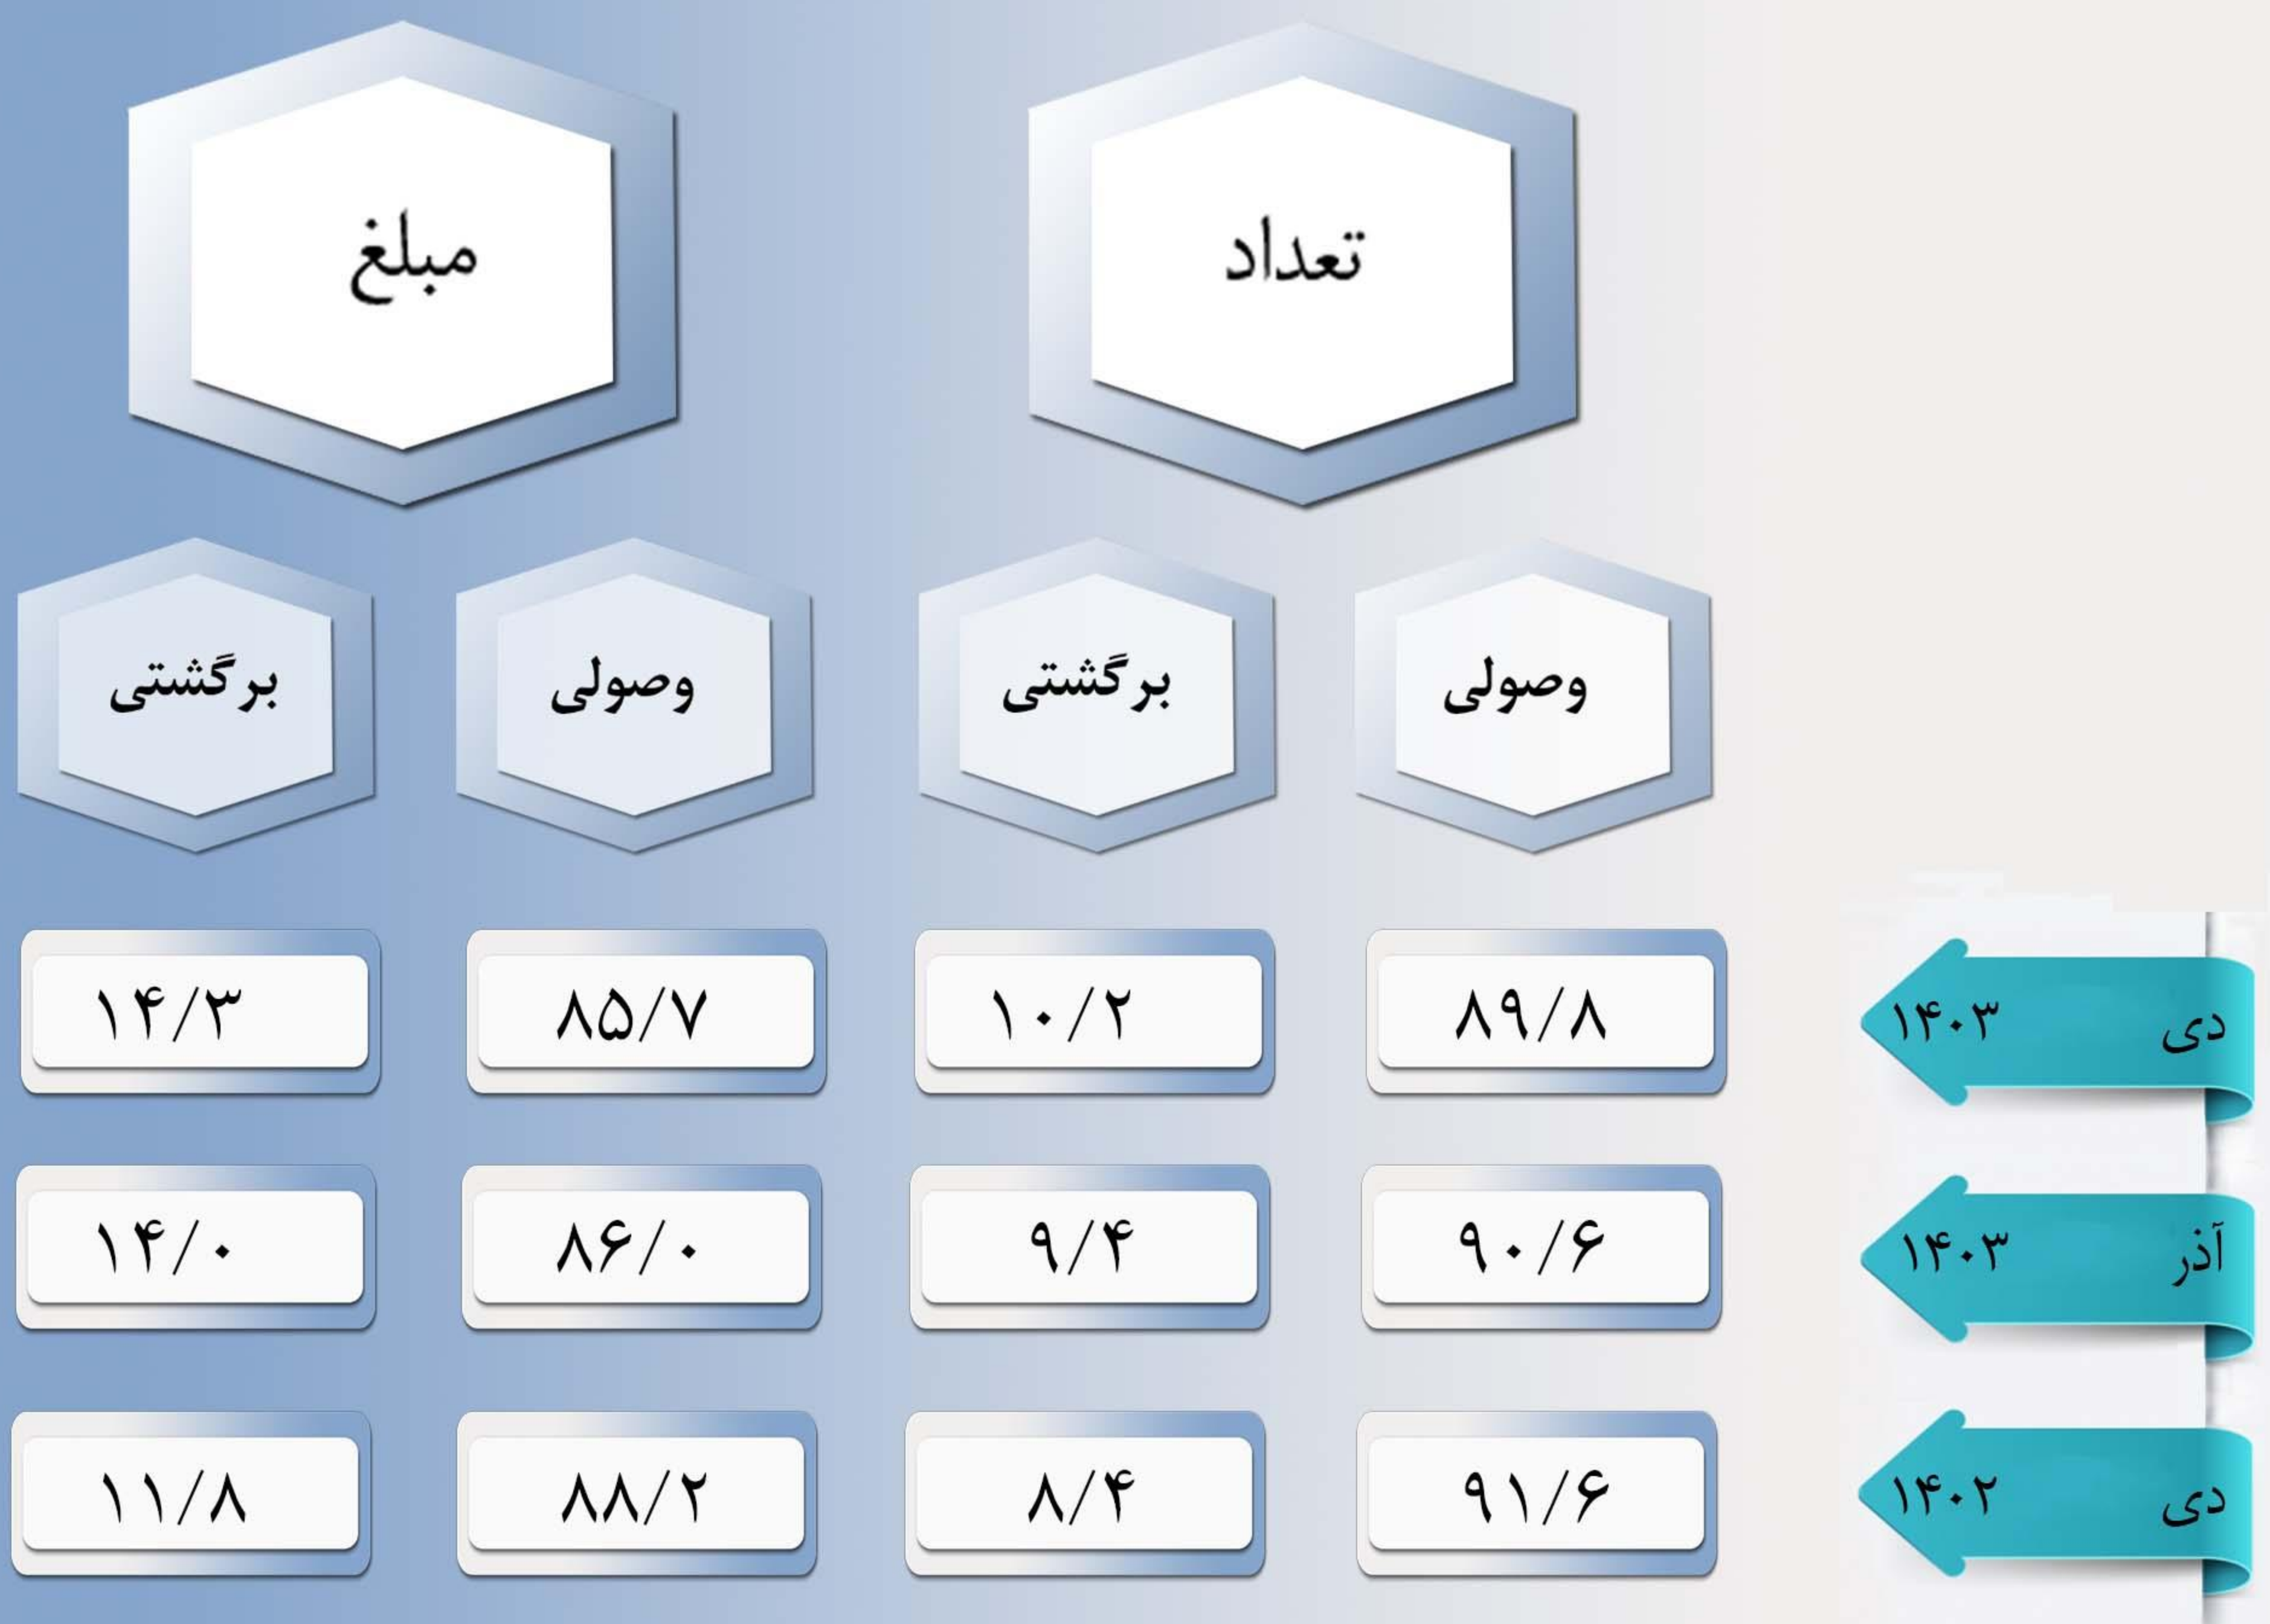 تعداد
مبلغ
وصولی
برگشتی
وصولی
برگشتی
دی ۱۴۰۳
۸۹/۸
۱۰/۲
۸۵/۷
۱۴/۳
آذر ۱۴۰۳
۹۰/۶
۹/۴
۸۶/۰
۱۴/۰
دی ۱۴۰۲
۹۱/۶
۸/۴
۸۸/۲
۱۱/۸